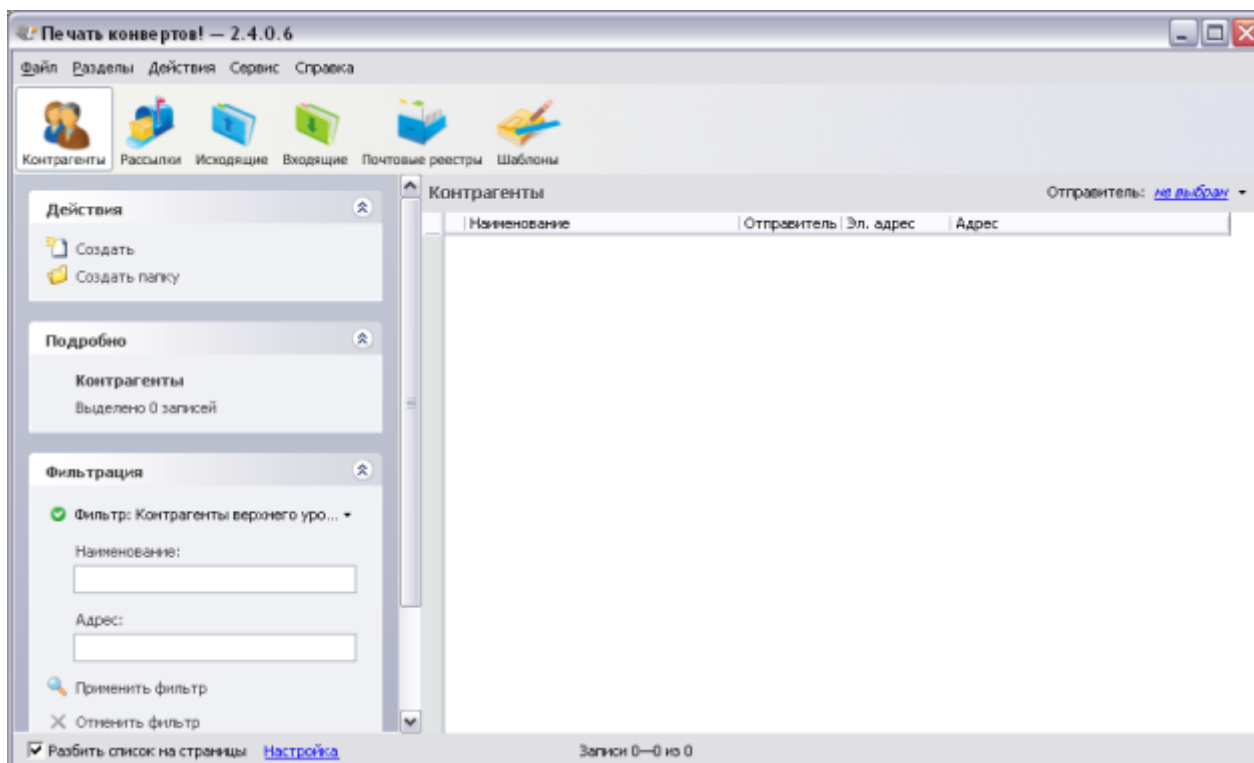 Печать конвертов! — 2.4.0.6
Файл Разделы Действия Сервис Справка
Контрагенты Рассылки Исходящие Входящие Почтовые реестры Шаблоны
Действия
Создать
Создать папку
Подробно
Контрагенты
Выделено 0 записей
Фильтрация
Фильтр: Контрагенты верхнего уро...
Наименование:
Адрес:
Применить фильтр
Отменить фильтр
Контрагенты Отправитель: не выбран
Наименование Отправитель Эл. адрес Адрес
Разбить список на страницы Настройка Записи 0—0 из 0